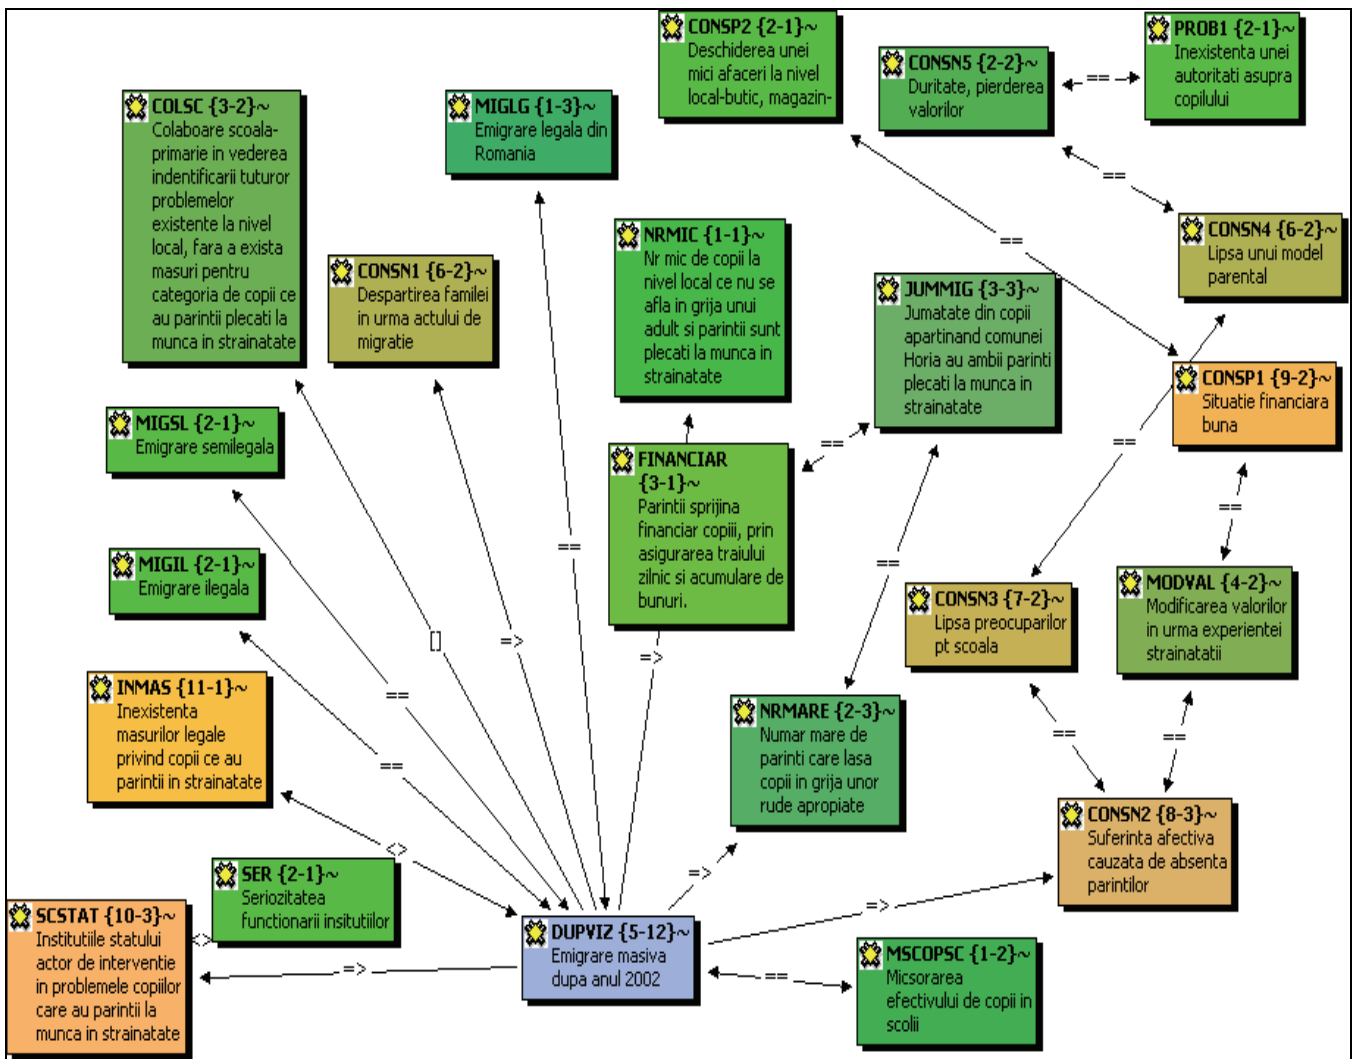 CONSP2 {2-1}~
Deschiderea unei
mici afaceri la nivel
local-butic, magazin-
PROB1 {2-1}~
Inexistenta unei
autoritati asupra
copilului
CONSN5 {2-2}~
Duritate, pierderea
valorilor
==
COLSC {3-2}~
Colaboare scoala-
primarie in vederea
indentificarii tuturor
problemelor
existente la nivel
local, fara a exista
masuri pentru
categoria de copii ce
au parintii plecati la
munca in strainatate
MIGLG {1-3}~
Emigrare legala din
Romania
==
CONSN4 {6-2}~
Lipsa unui model
parental
NRMIC {1-1}~
Nr mic de copii la
nivel local ce nu se
afla in grija unui
adult si parintii sunt
plecati la munca in
strainatate
==
CONSN1 {6-2}~
Despartirea familei
in urma actului de
migratie
JUMMIG {3-3}~
Jumatate din copii
apartinand comunei
Horia au ambii parinti
plecati la munca in
strainatate
CONSP1 {9-2}~
Situatie financiara
buna
MIGSL {2-1}~
Emigrare semilegala
==
==
FINANCIAR
{3-1}~
Parintii sprijina
financiar copiii, prin
asigurarea traiului
zilnic si acumulare de
bunuri.
==
==
==
MIGIL {2-1}~
Emigrare ilegala
CONSN3 {7-2}~
Lipsa preocuparilor
pt scoala
MODVAL {4-2}~
Modificarea valorilor
in urma experientei
strainatatii
[]
=>
=>
INMAS {11-1}~
Inexistenta
masurilor legale
privind copii ce au
parintii in strainatate
==
==
NRMARE {2-3}~
Numar mare de
parinti care lasa
copii in grija unor
rude apropiate
==
==
CONSN2 {8-3}~
Suferinta afectiva
cauzata de absenta
parintilor
<>
=>
SER {2-1}~
Seriozitatea
functionarii insitutiilor
SCSTAT {10-3}~
Institutiile statului
actor de interventie
in problemele copiilor
care au parintii la
munca in strainatate
<>
=>
=>
DUPVIZ {5-12}~
Emigrare masiva
dupa anul 2002
==
MSCOPSC {1-2}~
Micsorarea
efectivului de copii in
scolii